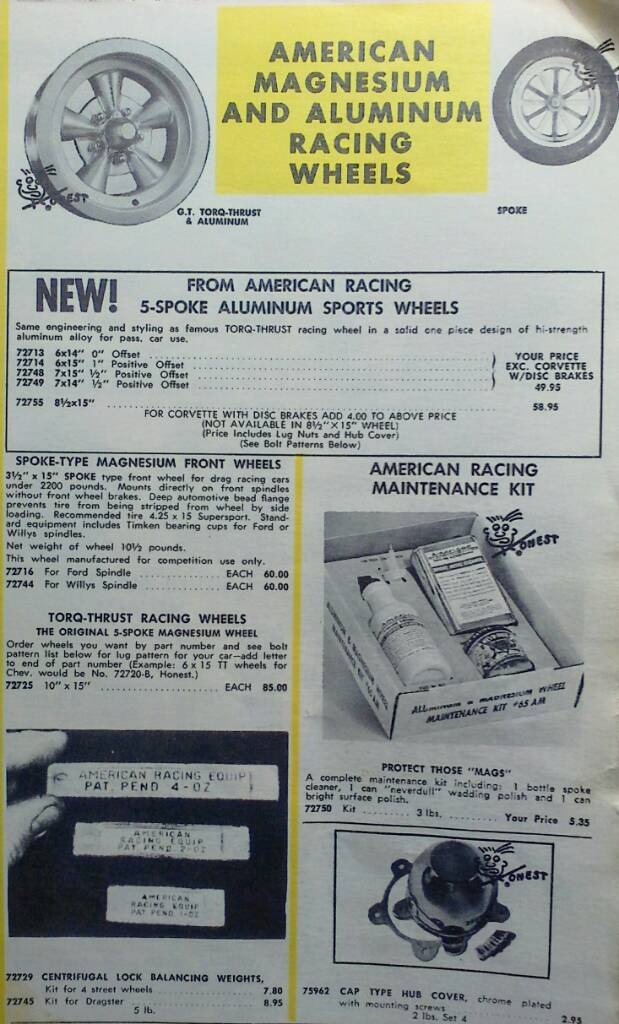 AMERICAN
MAGNESIUM
AND ALUMINUM
RACING
WHEELS
HONEST
G.T. TORQ-THRUST
& ALUMINUM
SPOKE
NEW!
FROM AMERICAN RACING
5-SPOKE ALUMINUM SPORTS WHEELS
Same engineering and styling as famous TORQ-THRUST racing wheel in a solid one piece design of hi-strength
aluminum alloy for pass. car use.
72713 6x14" 0" Offset
72714 6x15" 1" Positive Offset
72748 7x15" ½" Positive Offset
72749 7x14" ½" Positive Offset
YOUR PRICE
EXC. CORVETTE
W/DISC BRAKES
49.95
72755 8½x15" 58.95
FOR CORVETTE WITH DISC BRAKES ADD 4.00 TO ABOVE PRICE
(NOT AVAILABLE IN 8½" X 15" WHEEL)
(Price Includes Lug Nuts and Hub Cover)
(See Bolt Patterns Below)
SPOKE-TYPE MAGNESIUM FRONT WHEELS
3½" x 15" SPOKE type front wheel for drag racing cars
under 2200 pounds. Mounts directly on front spindles
without front wheel brakes. Deep automotive bead flange
prevents tire from being stripped from wheel by side
loading. Recommended tire 4.25 x 15 Supersport. Stand-
ard equipment includes Timken bearing cups for Ford or
Willys spindles.
Net weight of wheel 10½ pounds.
This wheel manufactured for competition use only.
72716 For Ford Spindle EACH 60.00
72744 For Willys Spindle EACH 60.00
TORQ-THRUST RACING WHEELS
THE ORIGINAL 5-SPOKE MAGNESIUM WHEEL
Order wheels you want by part number and see bolt
pattern list below for lug pattern for your car—add letter
to end of part number (Example: 6 x 15 TT wheels for
Chev. would be No. 72720-B, Honest.)
72725 10" x 15" EACH 85.00
AMERICAN RACING EQUIP
PAT. PEND 4-OZ
AMERICAN
RACING EQUIP
PAT. PEND 2-OZ
AMERICAN
RACING EQUIP
PAT. PEND 1-OZ
72729 CENTRIFUGAL LOCK BALANCING WEIGHTS,
Kit for 4 street wheels 7.80
72745 Kit for Dragster 8.95
5 lb.
AMERICAN RACING
MAINTENANCE KIT
HONEST
ALUMINUM & MAGNESIUM WHEEL
MAINTENANCE KIT #65 AM
PROTECT THOSE "MAGS"
A complete maintenance kit including: 1 bottle spoke
cleaner, 1 can "neverdull" wadding polish and 1 can
bright surface polish.
72750 Kit 3 lbs. Your Price 5.35
HONEST
75962 CAP TYPE HUB COVER, chrome plated
with mounting screws
2 lbs. Set 4 2.95